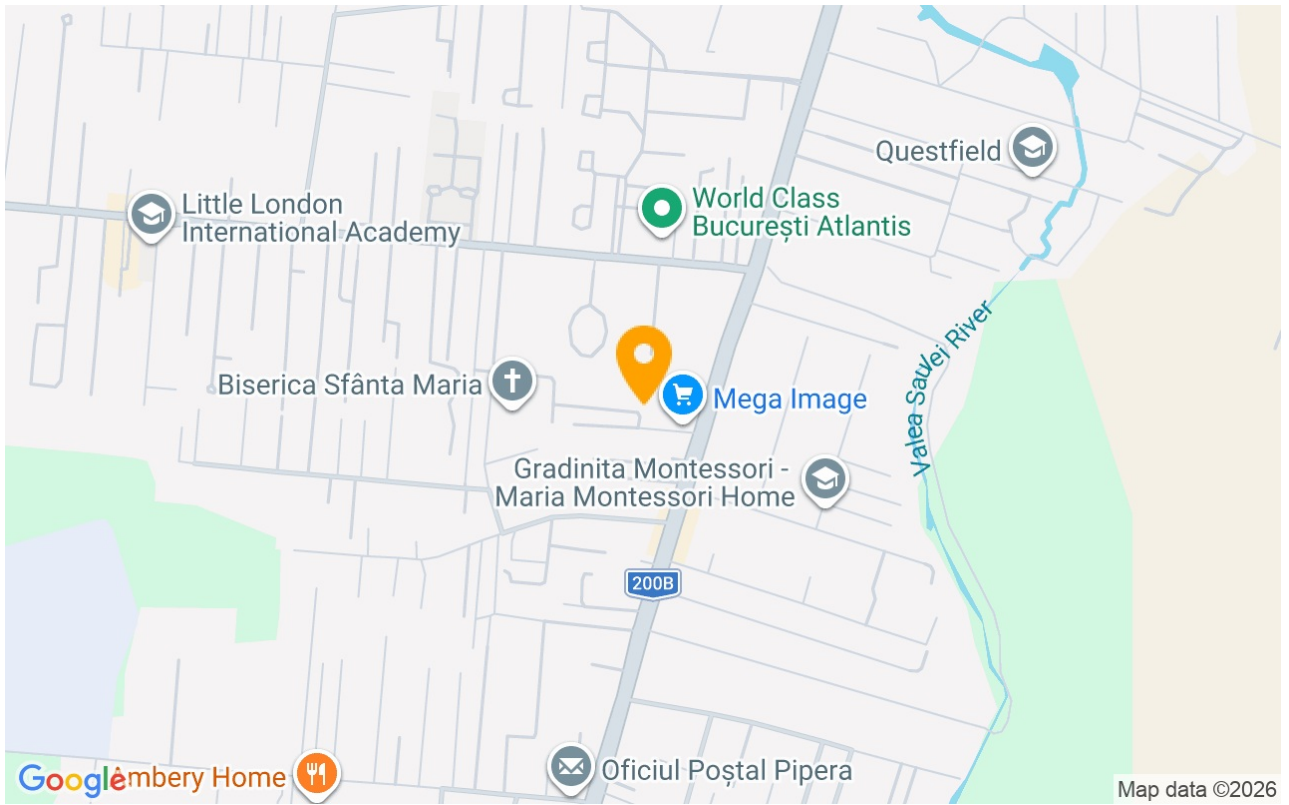 Questfield
Little London
International Academy
World Class
București Atlantis
Valea Saulei River
Biserica Sfânta Maria
Mega Image
Gradinita Montessori -
Maria Montessori Home
200B
Oficiul Poștal Pipera
Google
Ambery Home
Map data ©2026